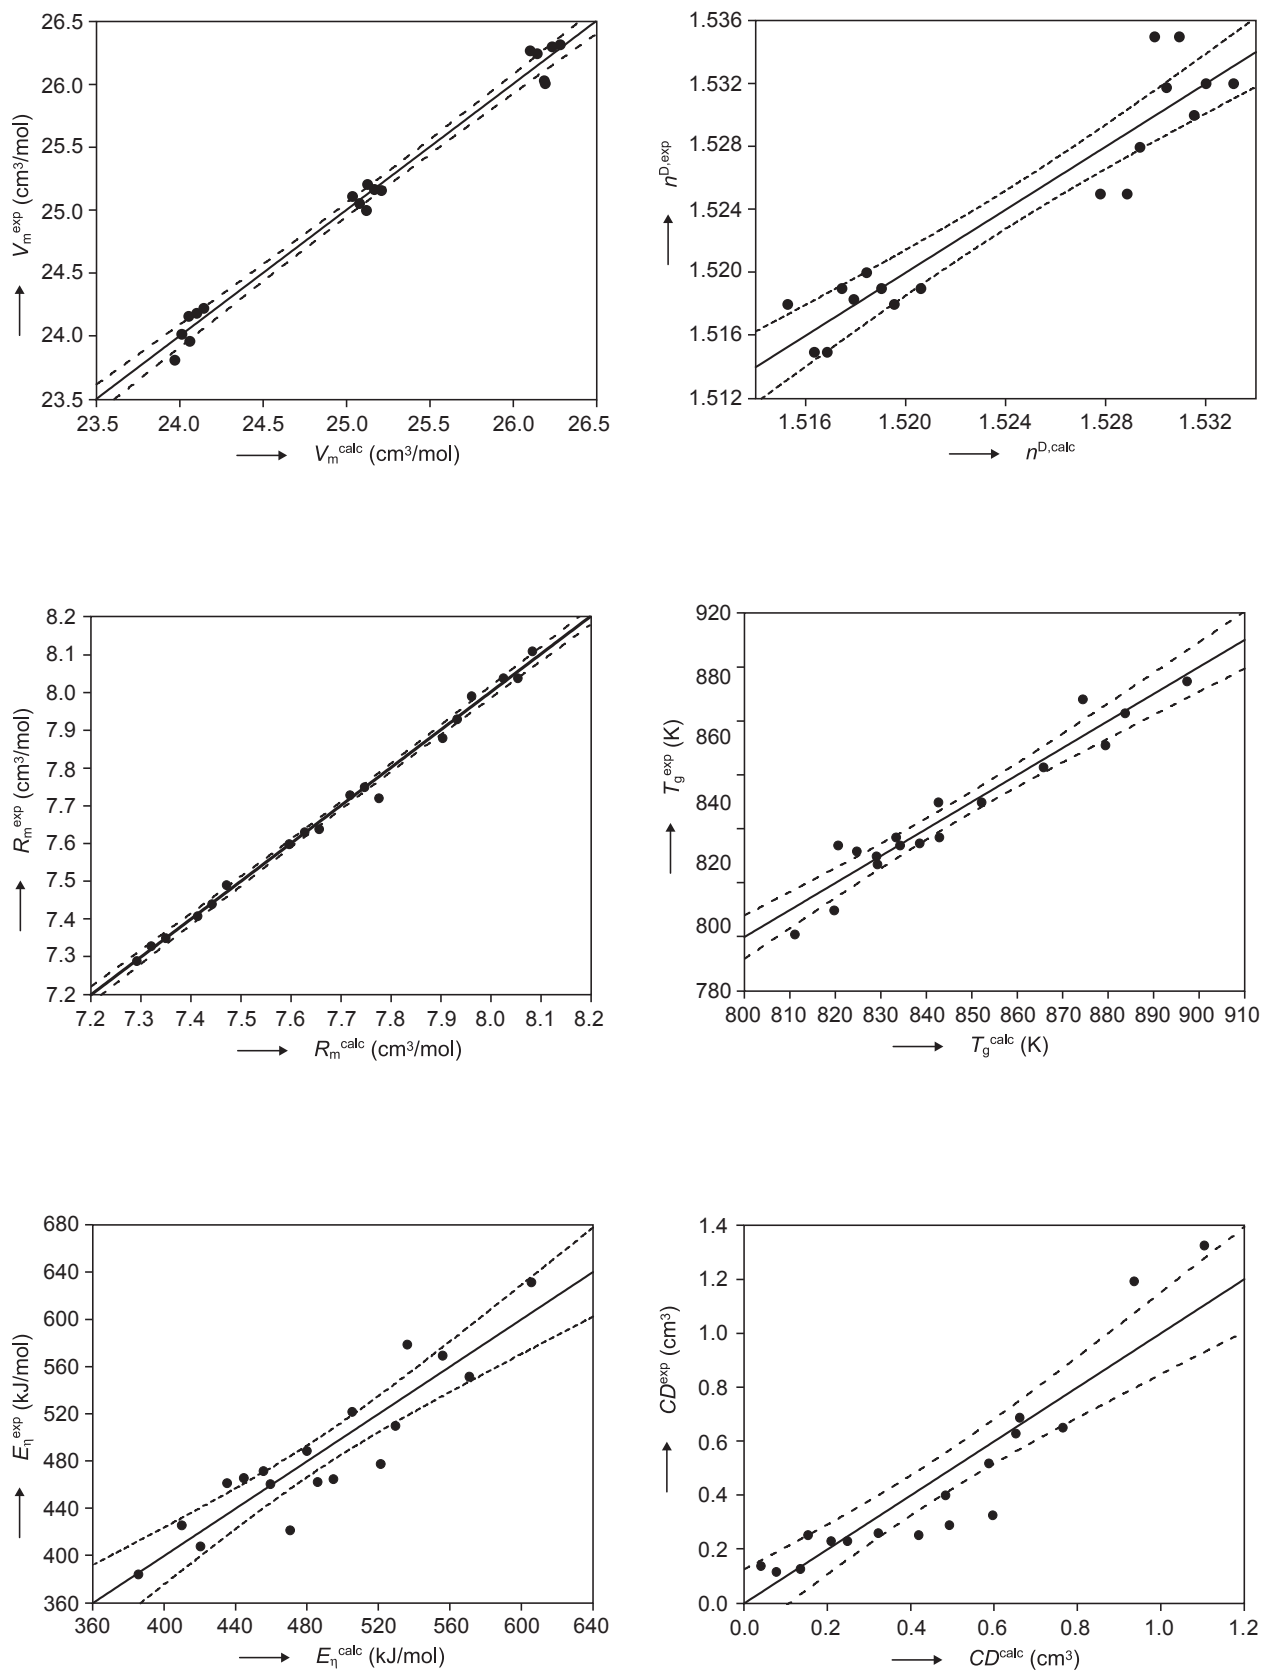 26.5
26.0
25.5
25.0
24.5
24.0
23.5
23.5 24.0 24.5 25.0 25.5 26.0 26.5
V_m^exp (cm³/mol)
V_m^calc (cm³/mol)
1.536
1.532
1.528
1.524
1.520
1.516
1.512
1.516 1.520 1.524 1.528 1.532
n^D,exp
n^D,calc
8.2
8.1
8.0
7.9
7.8
7.7
7.6
7.5
7.4
7.3
7.2
7.2 7.3 7.4 7.5 7.6 7.7 7.8 7.9 8.0 8.1 8.2
R_m^exp (cm³/mol)
R_m^calc (cm³/mol)
920
880
860
840
820
800
780
800 810 820 830 840 850 860 870 880 890 900 910
T_g^exp (K)
T_g^calc (K)
680
640
600
560
520
480
440
400
360
360 400 440 480 520 560 600 640
E_η^exp (kJ/mol)
E_η^calc (kJ/mol)
1.4
1.2
1.0
0.8
0.6
0.4
0.2
0.0
0.0 0.2 0.4 0.6 0.8 1.0 1.2
CD^exp (cm³)
CD^calc (cm³)